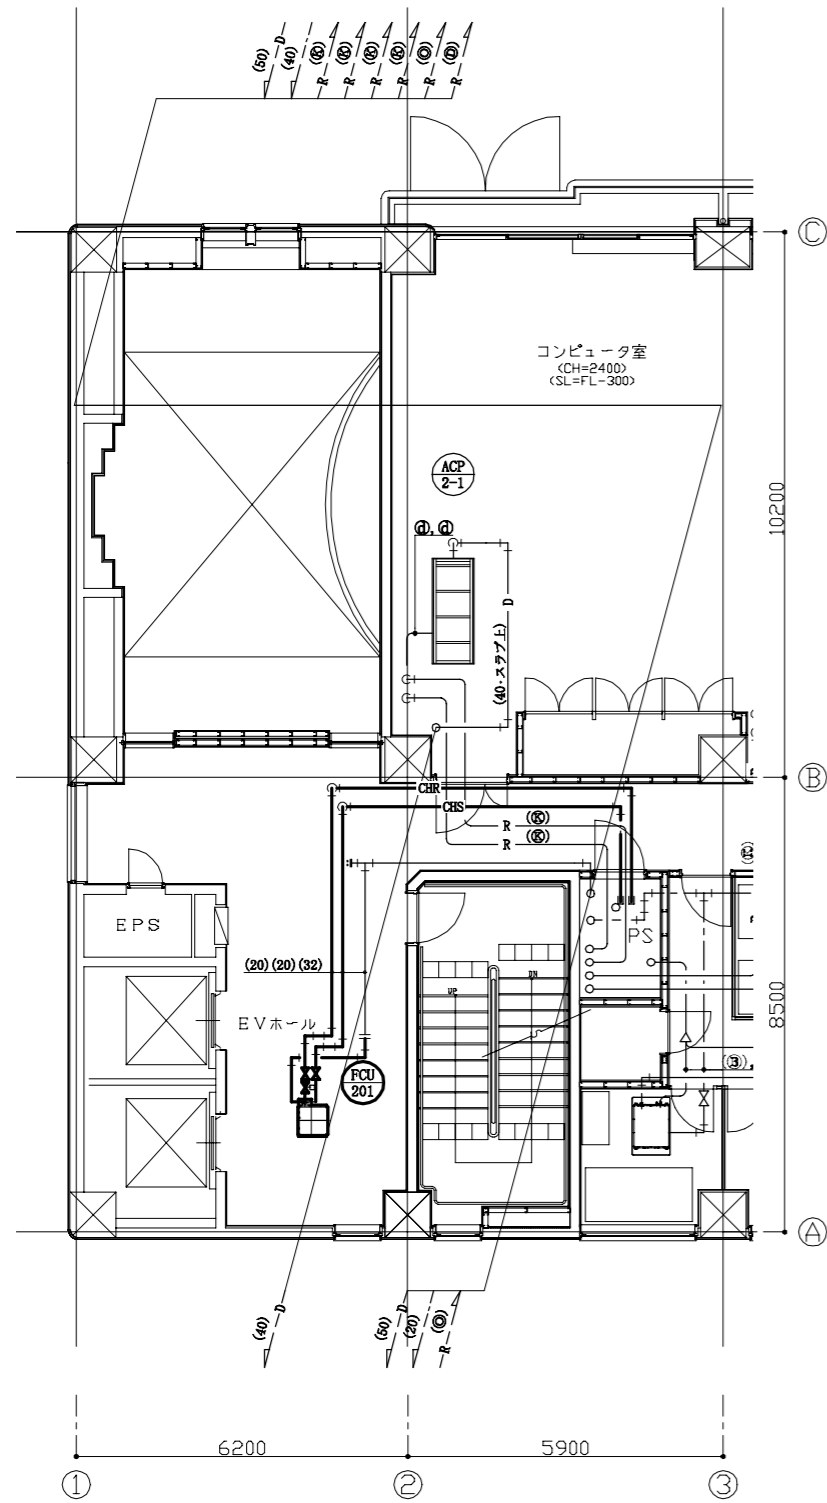 (50) D
(40)
R (Ⓚ)
R (Ⓚ)
R (Ⓚ)
R (Ⓚ)
R (Ⓞ)
R (Ⓞ)
Ⓒ
コンピュータ室
(CH=2400)
(SL=FL-300)
ACP
2-1
ⓓ,ⓓ
10200
D
(40・スラブ上)
Ⓑ
CHR
CHS
R (Ⓚ)
R (Ⓚ)
EPS
PS
(20)(20)(32)
8500
EVホール
UP
DN
FCU
201
(Ⓑ)
Ⓐ
(40) D
(50) D
(20)
R (Ⓞ)
6200
5900
①
②
③